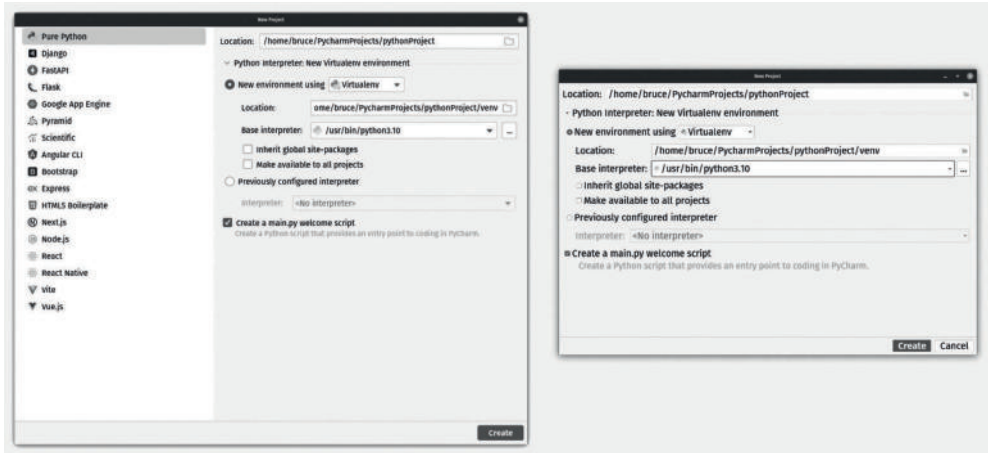 New Project
Pure Python
Django
FastAPI
Flask
Google App Engine
Pyramid
Scientific
Angular CLI
Bootstrap
Express
HTML5 Boilerplate
Next.js
Node.js
React
React Native
Vite
Vue.js
Location: /home/bruce/PycharmProjects/pythonProject
Python Interpreter: New Virtualenv environment
New environment using Virtualenv
Location: ome/bruce/PycharmProjects/pythonProject/venv
Base interpreter: /usr/bin/python3.10 ...
Inherit global site-packages
Make available to all projects
Previously configured interpreter
Interpreter: <No interpreter>
Create a main.py welcome script
Create a Python script that provides an entry point to coding in PyCharm.
Create
New Project
Location: /home/bruce/PycharmProjects/pythonProject
Python Interpreter: New Virtualenv environment
New environment using Virtualenv
Location: /home/bruce/PycharmProjects/pythonProject/venv
Base interpreter: /usr/bin/python3.10 ...
Inherit global site-packages
Make available to all projects
Previously configured interpreter
Interpreter: <No interpreter>
Create a main.py welcome script
Create a Python script that provides an entry point to coding in PyCharm.
Create Cancel